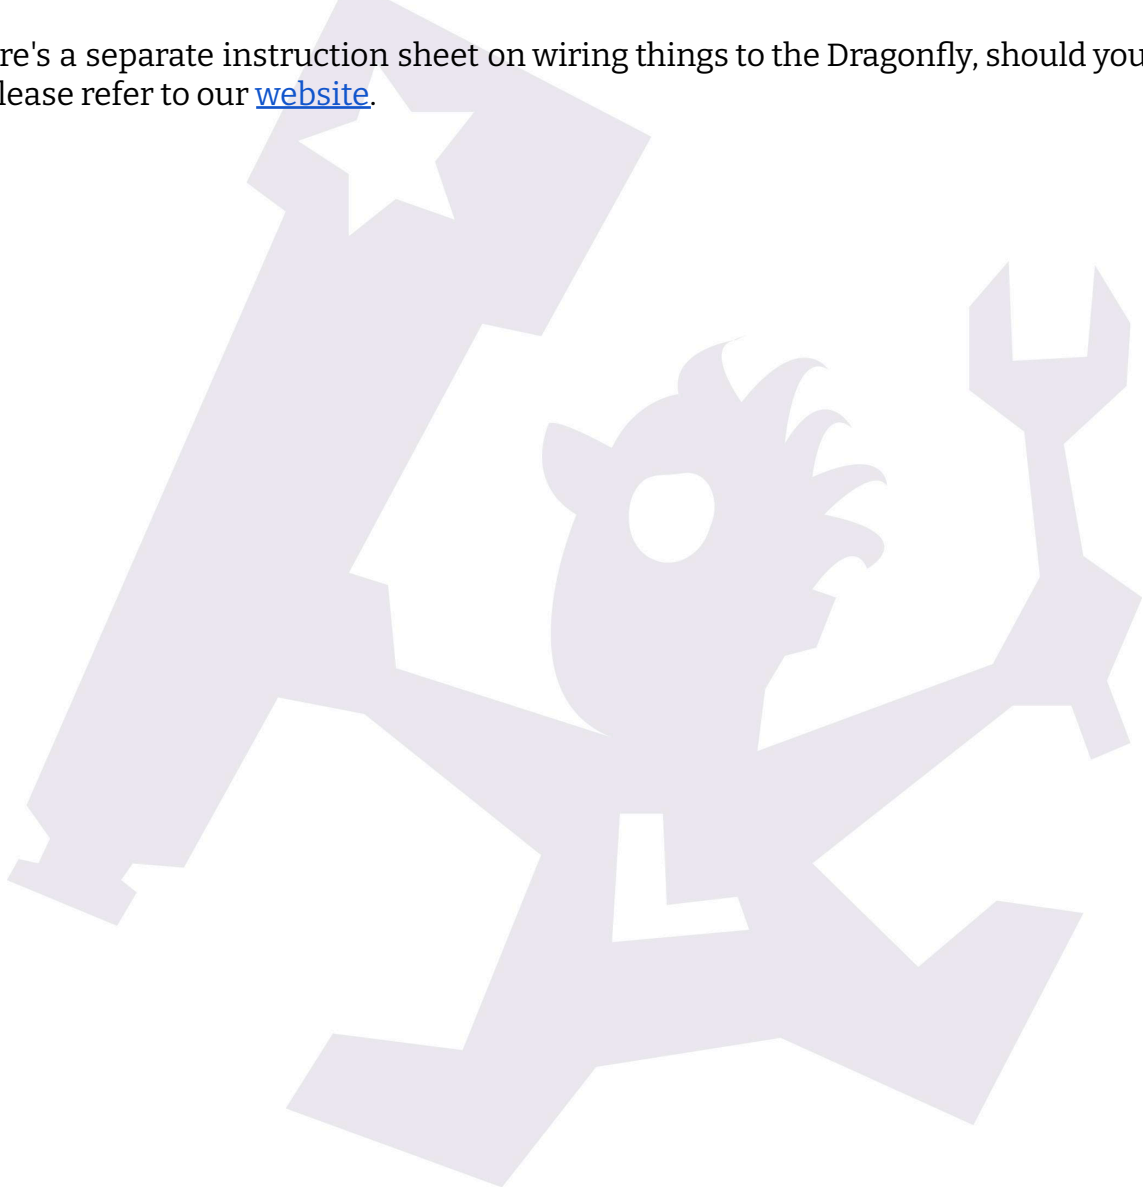 re's a separate instruction sheet on wiring things to the Dragonfly, should you
lease refer to our website.